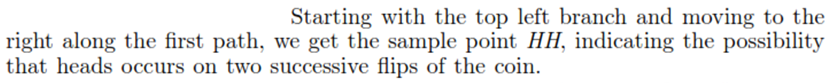 Starting with the top left branch and moving to the
right along the first path, we get the sample point HH, indicating the possibility
that heads occurs on two successive flips of the coin.